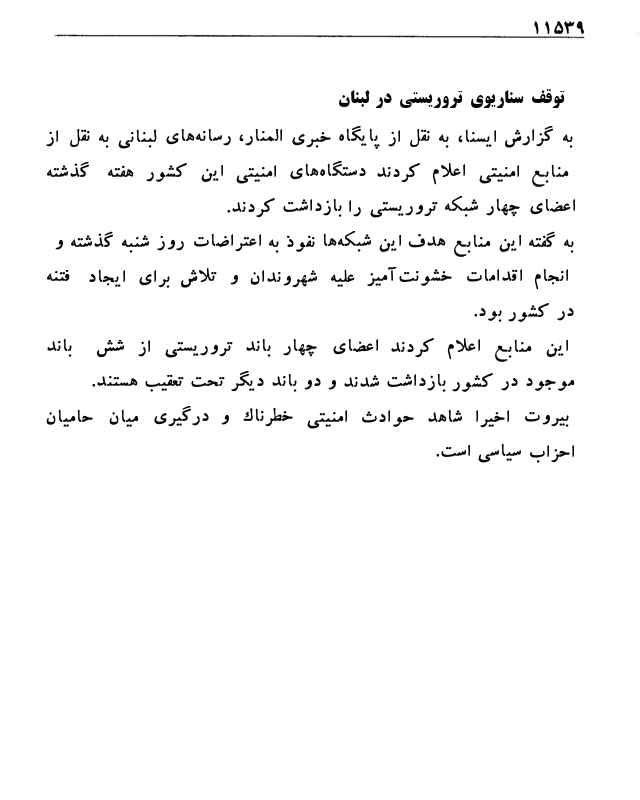 ۱۱۵۳۹
توقف سناریوی تروریستی در لبنان
به گزارش ایسنا، به نقل از پایگاه خبری المنار، رسانه‌های لبنانی به نقل از
منابع امنیتی اعلام کردند دستگاه‌های امنیتی این کشور هفته گذشته
اعضای چهار شبکه تروریستی را بازداشت کردند.
به گفته این منابع هدف این شبکه‌ها نفوذ به اعتراضات روز شنبه گذشته و
انجام اقدامات خشونت‌آمیز علیه شهروندان و تلاش برای ایجاد فتنه
در کشور بود.
این منابع اعلام کردند اعضای چهار باند تروریستی از شش باند
موجود در کشور بازداشت شدند و دو باند دیگر تحت تعقیب هستند.
بیروت اخیرا شاهد حوادث امنیتی خطرناك و درگیری میان حامیان
احزاب سیاسی است.